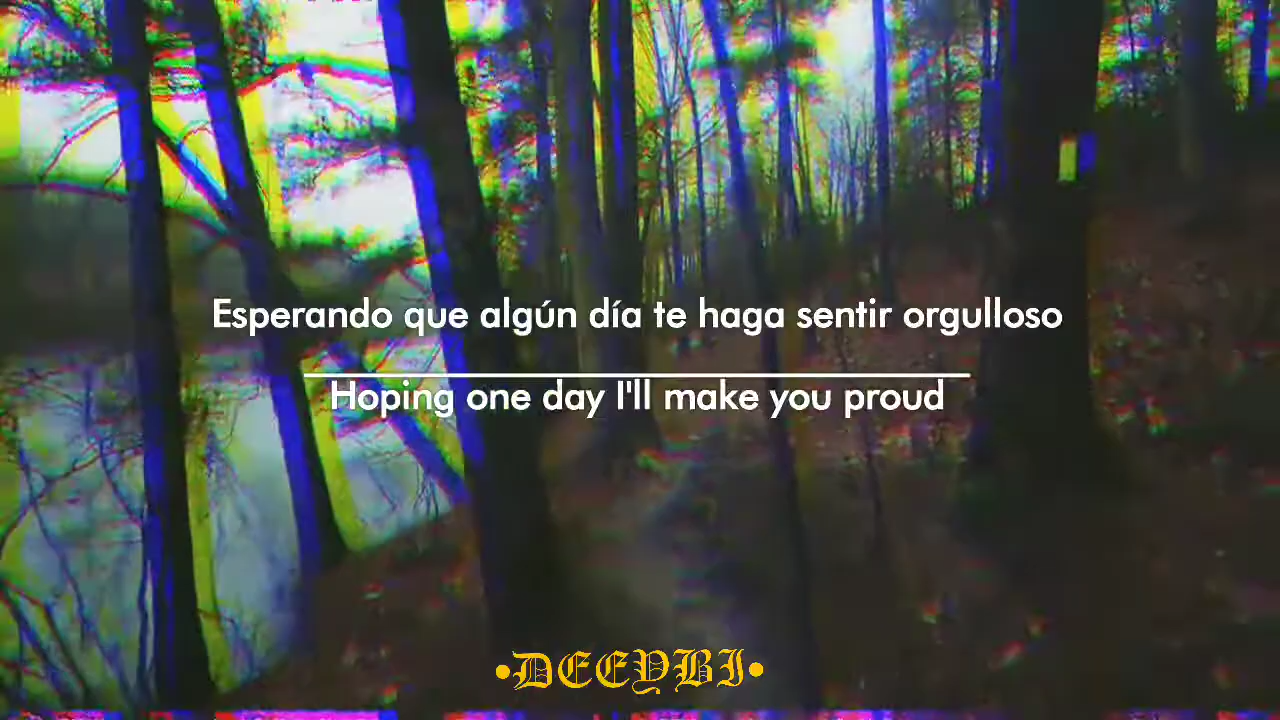 Esperando que algún día te haga sentir orgulloso
Hoping one day I'll make you proud
•DEEYBI•